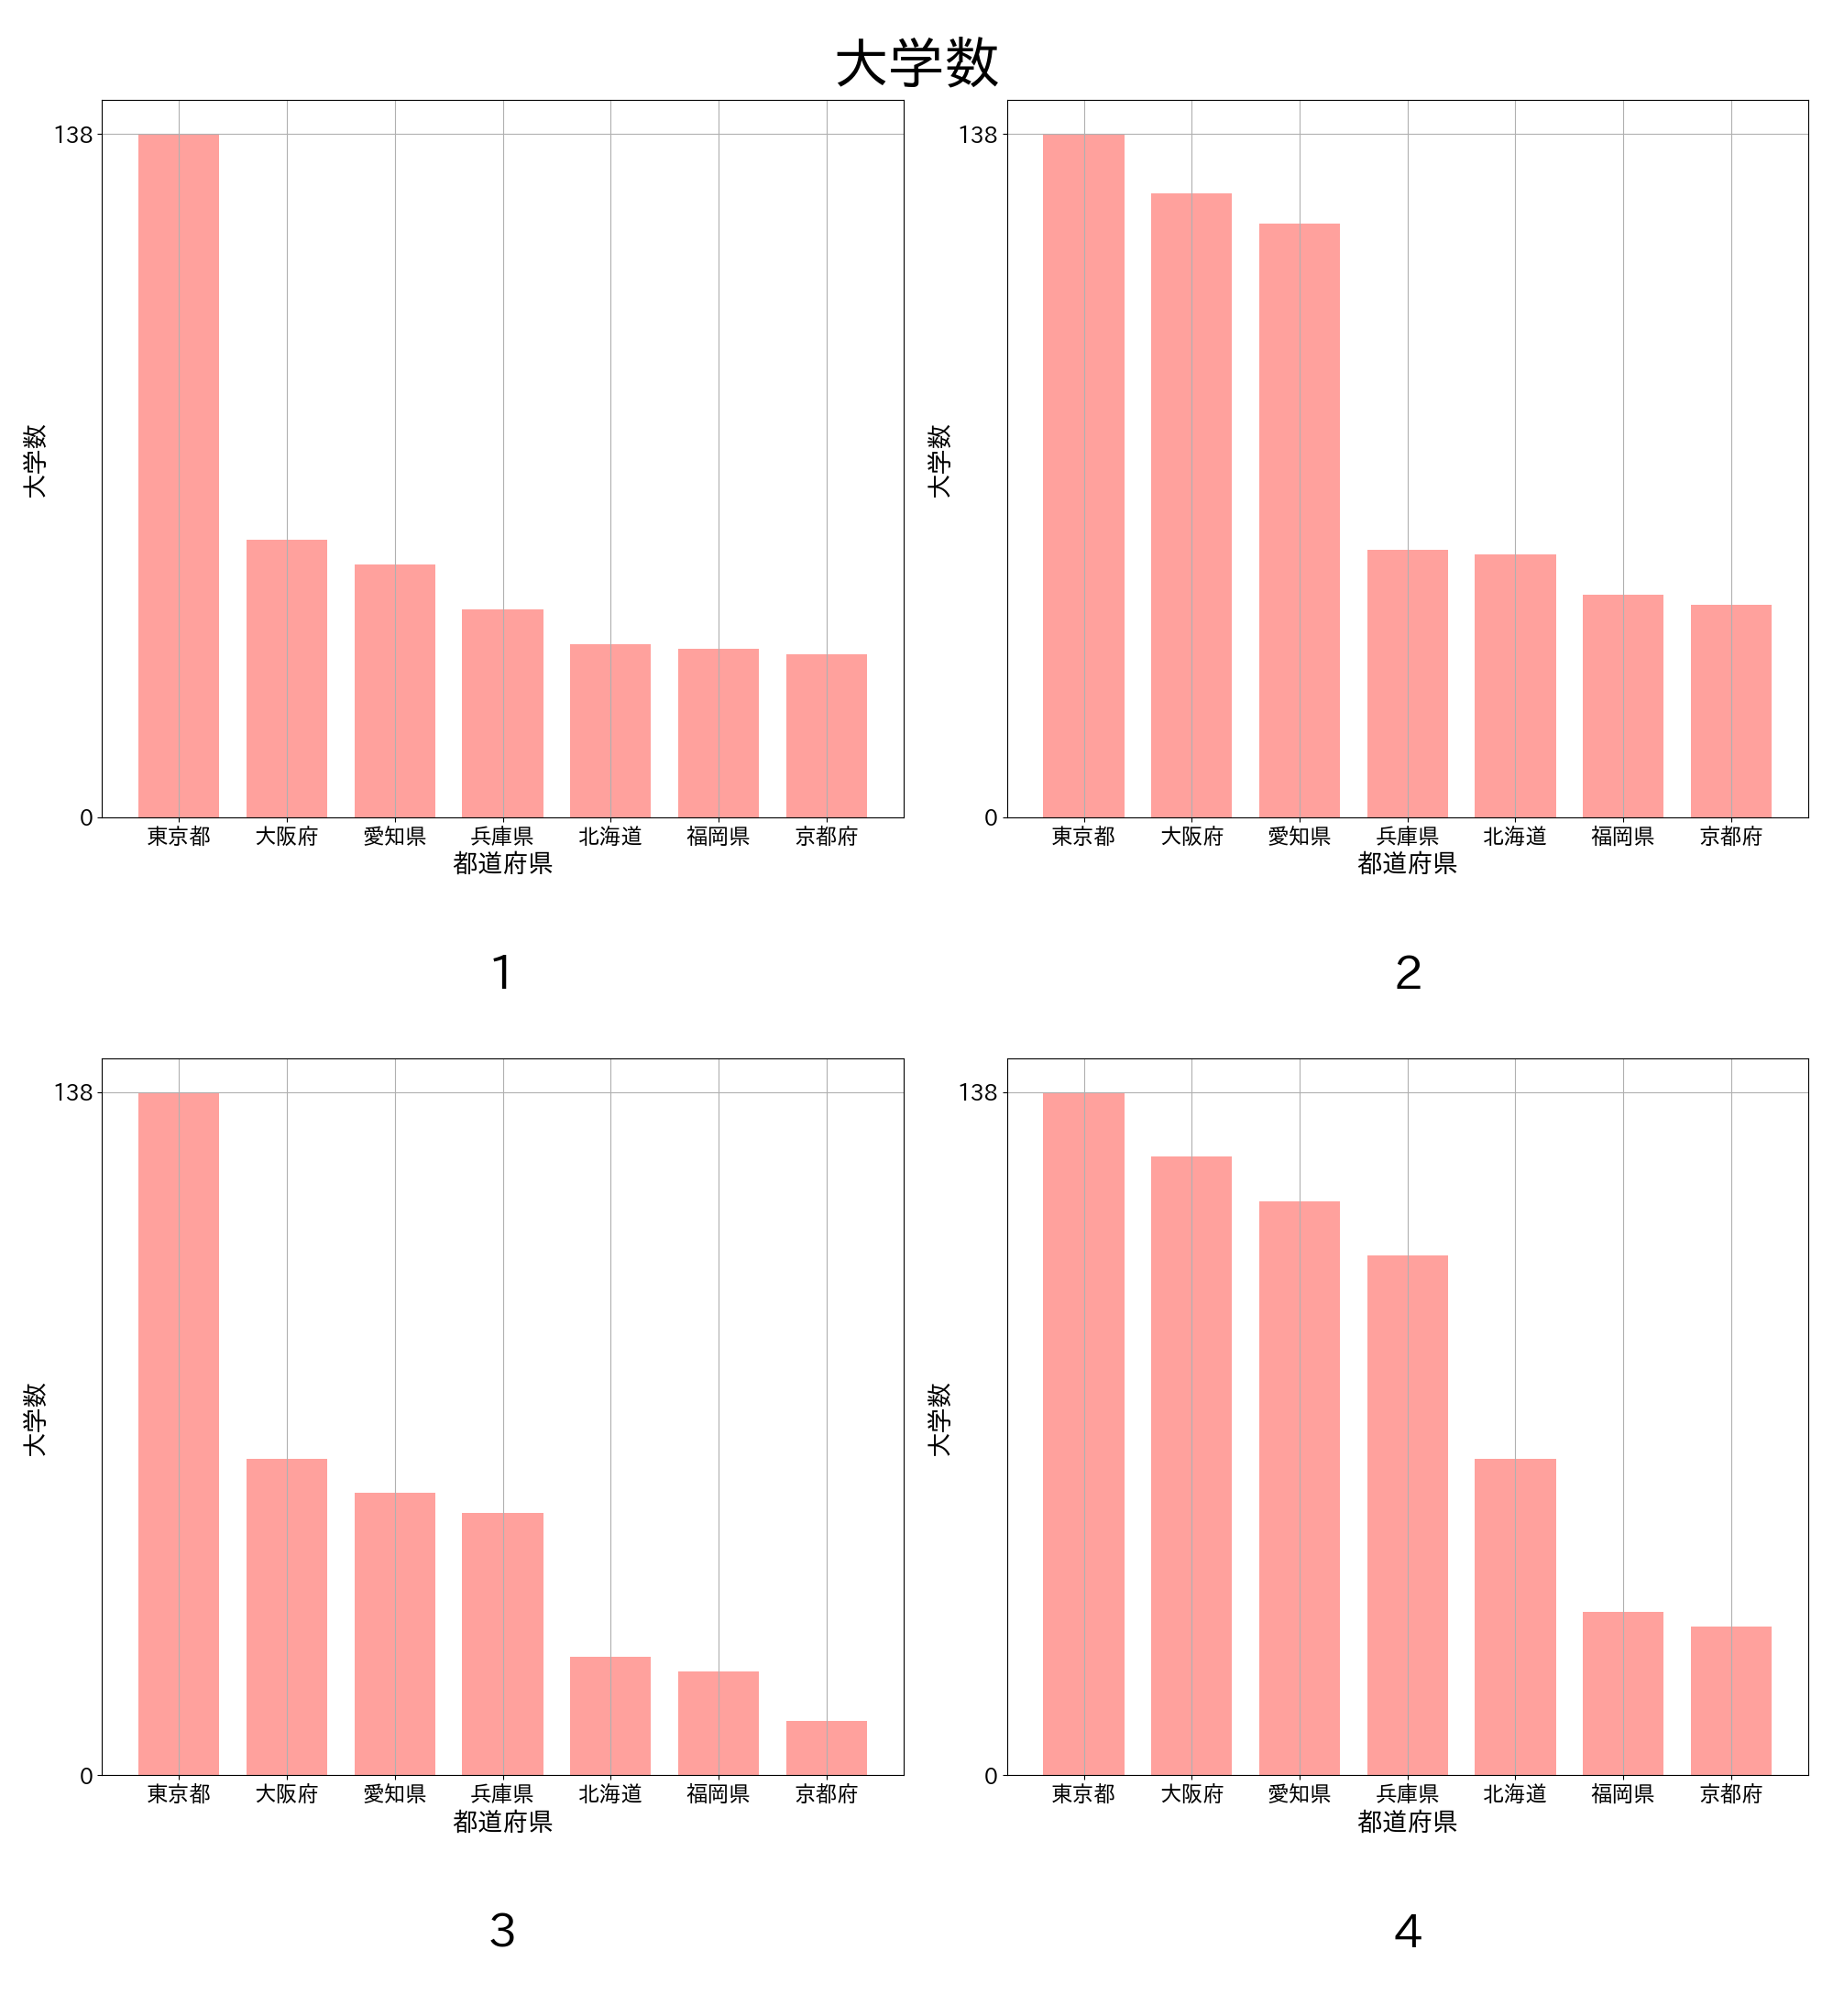 大学数
138
0
大学数
東京都 大阪府 愛知県 兵庫県 北海道 福岡県 京都府
都道府県
1
138
0
大学数
東京都 大阪府 愛知県 兵庫県 北海道 福岡県 京都府
都道府県
2
138
0
大学数
東京都 大阪府 愛知県 兵庫県 北海道 福岡県 京都府
都道府県
3
138
0
大学数
東京都 大阪府 愛知県 兵庫県 北海道 福岡県 京都府
都道府県
4